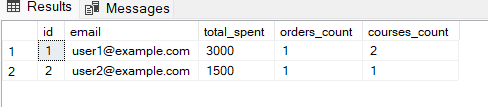 Results Messages
id email total_spent orders_count courses_count
1 1 user1@example.com 3000 1 2
2 2 user2@example.com 1500 1 1